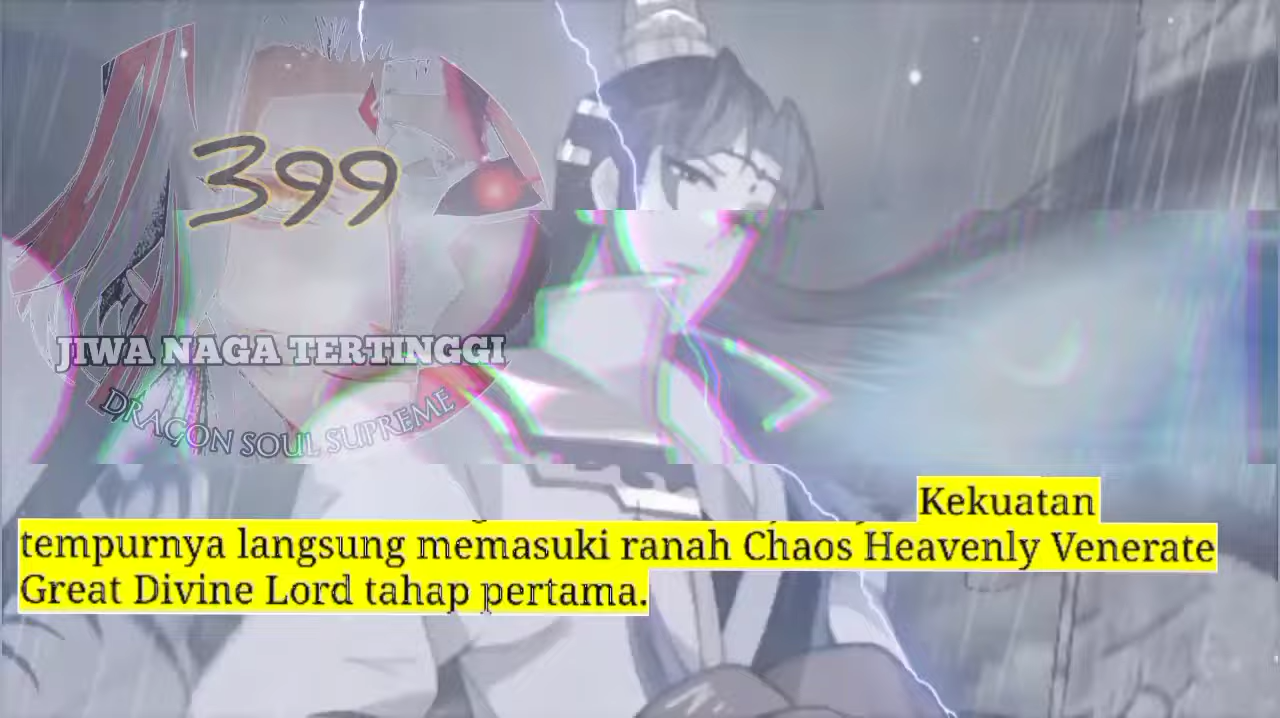 399
JIWA NAGA TERTINGGI
DRAGON SOUL SUPREME
Kekuatan
tempurnya langsung memasuki ranah Chaos Heavenly Venerate
Great Divine Lord tahap pertama.